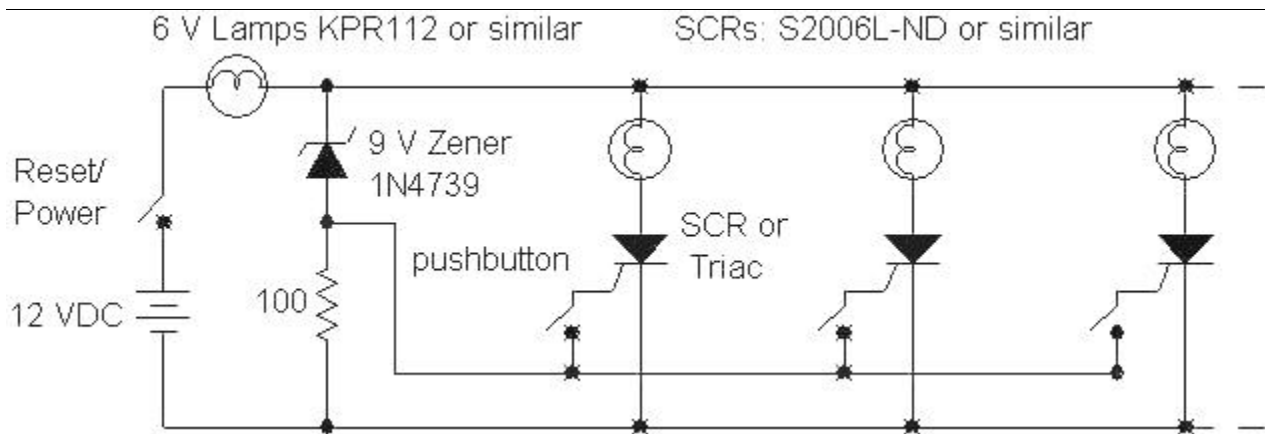 6 V Lamps KPR112 or similar
SCRs: S2006L-ND or similar
9 V Zener
1N4739
Reset/
Power
pushbutton
SCR or
Triac
100
12 VDC